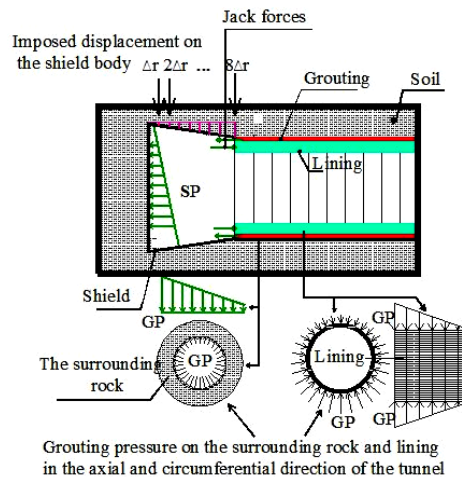 Jack forces
Imposed displacement on
the shield body Δr 2Δr ... 8Δr
Grouting
Soil
Lining
SP
Shield
GP
GP
The surrounding
rock
GP
Lining
GP
GP
Grouting pressure on the surrounding rock and lining
in the axial and circumferential direction of the tunnel